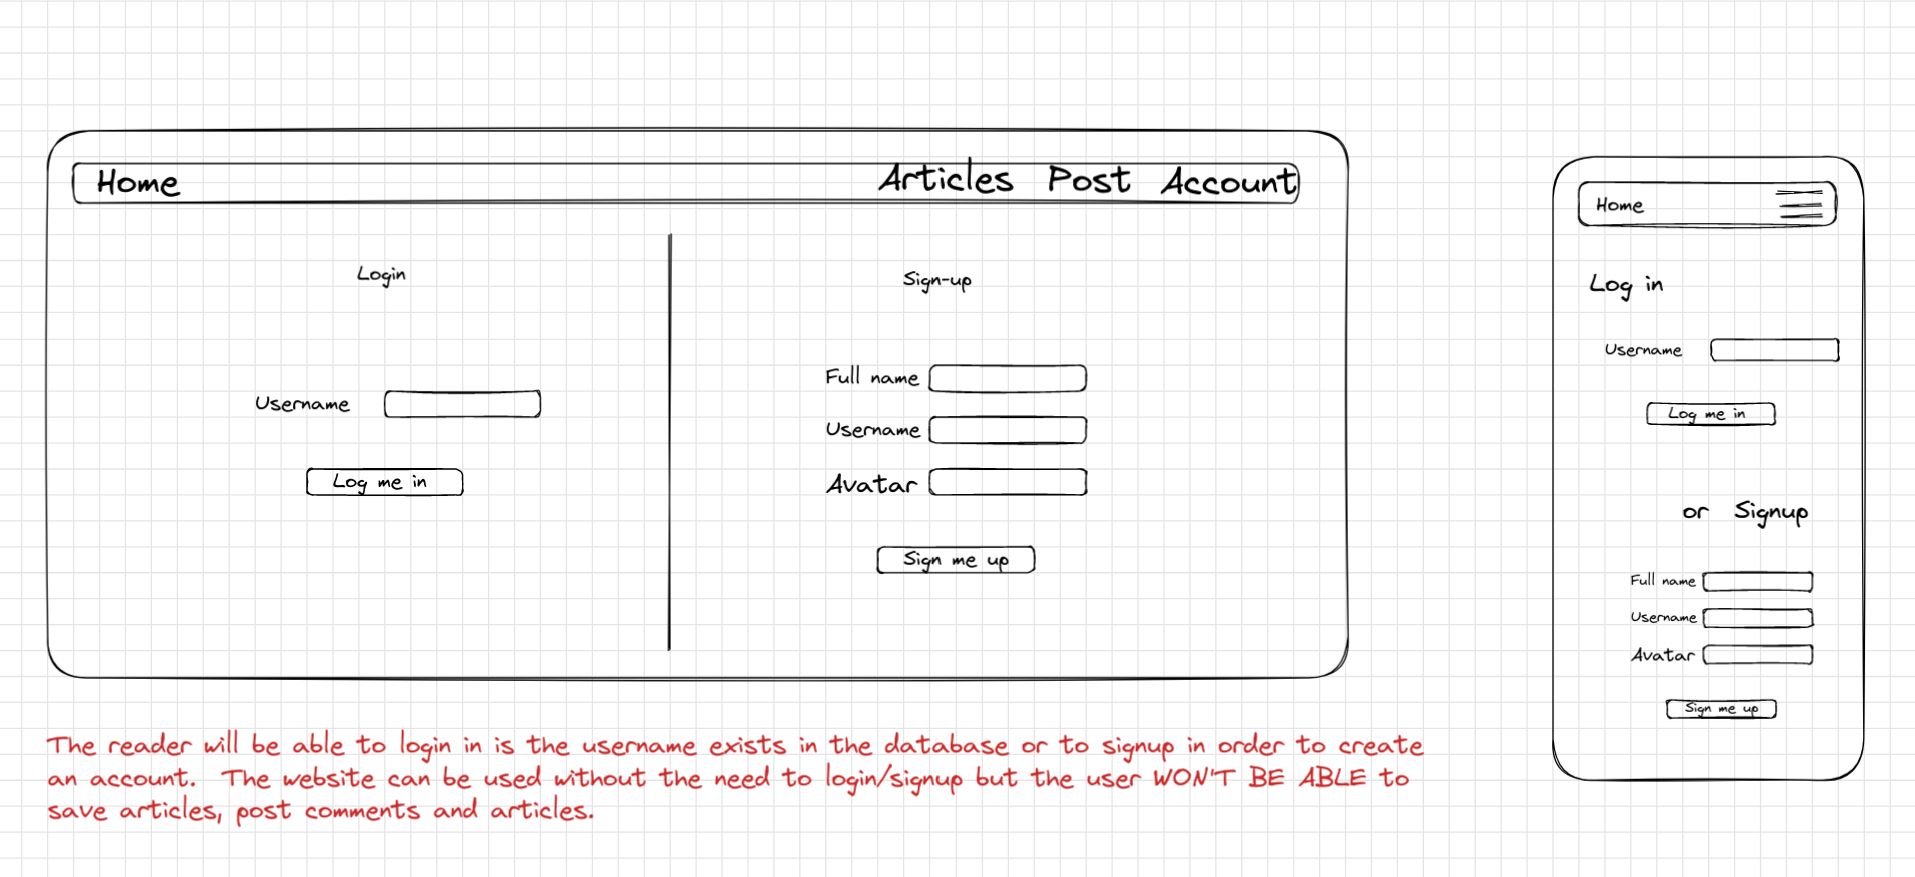 Home Articles Post Account
Login
Username
Log me in
Sign-up
Full name
Username
Avatar
Sign me up
The reader will be able to login in is the username exists in the database or to signup in order to create
an account. The website can be used without the need to login/signup but the user WON'T BE ABLE to
save articles, post comments and articles.
Home
Log in
Username
Log me in
or Signup
Full name
Username
Avatar
Sign me up